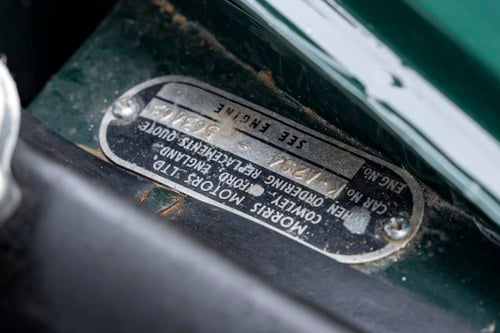 MORRIS MOTORS LTD
COWLEY OXFORD, ENGLAND.
WHEN ORDERING REPLACEMENTS-QUOTE
CAR No
ENG No SEE ENGINE